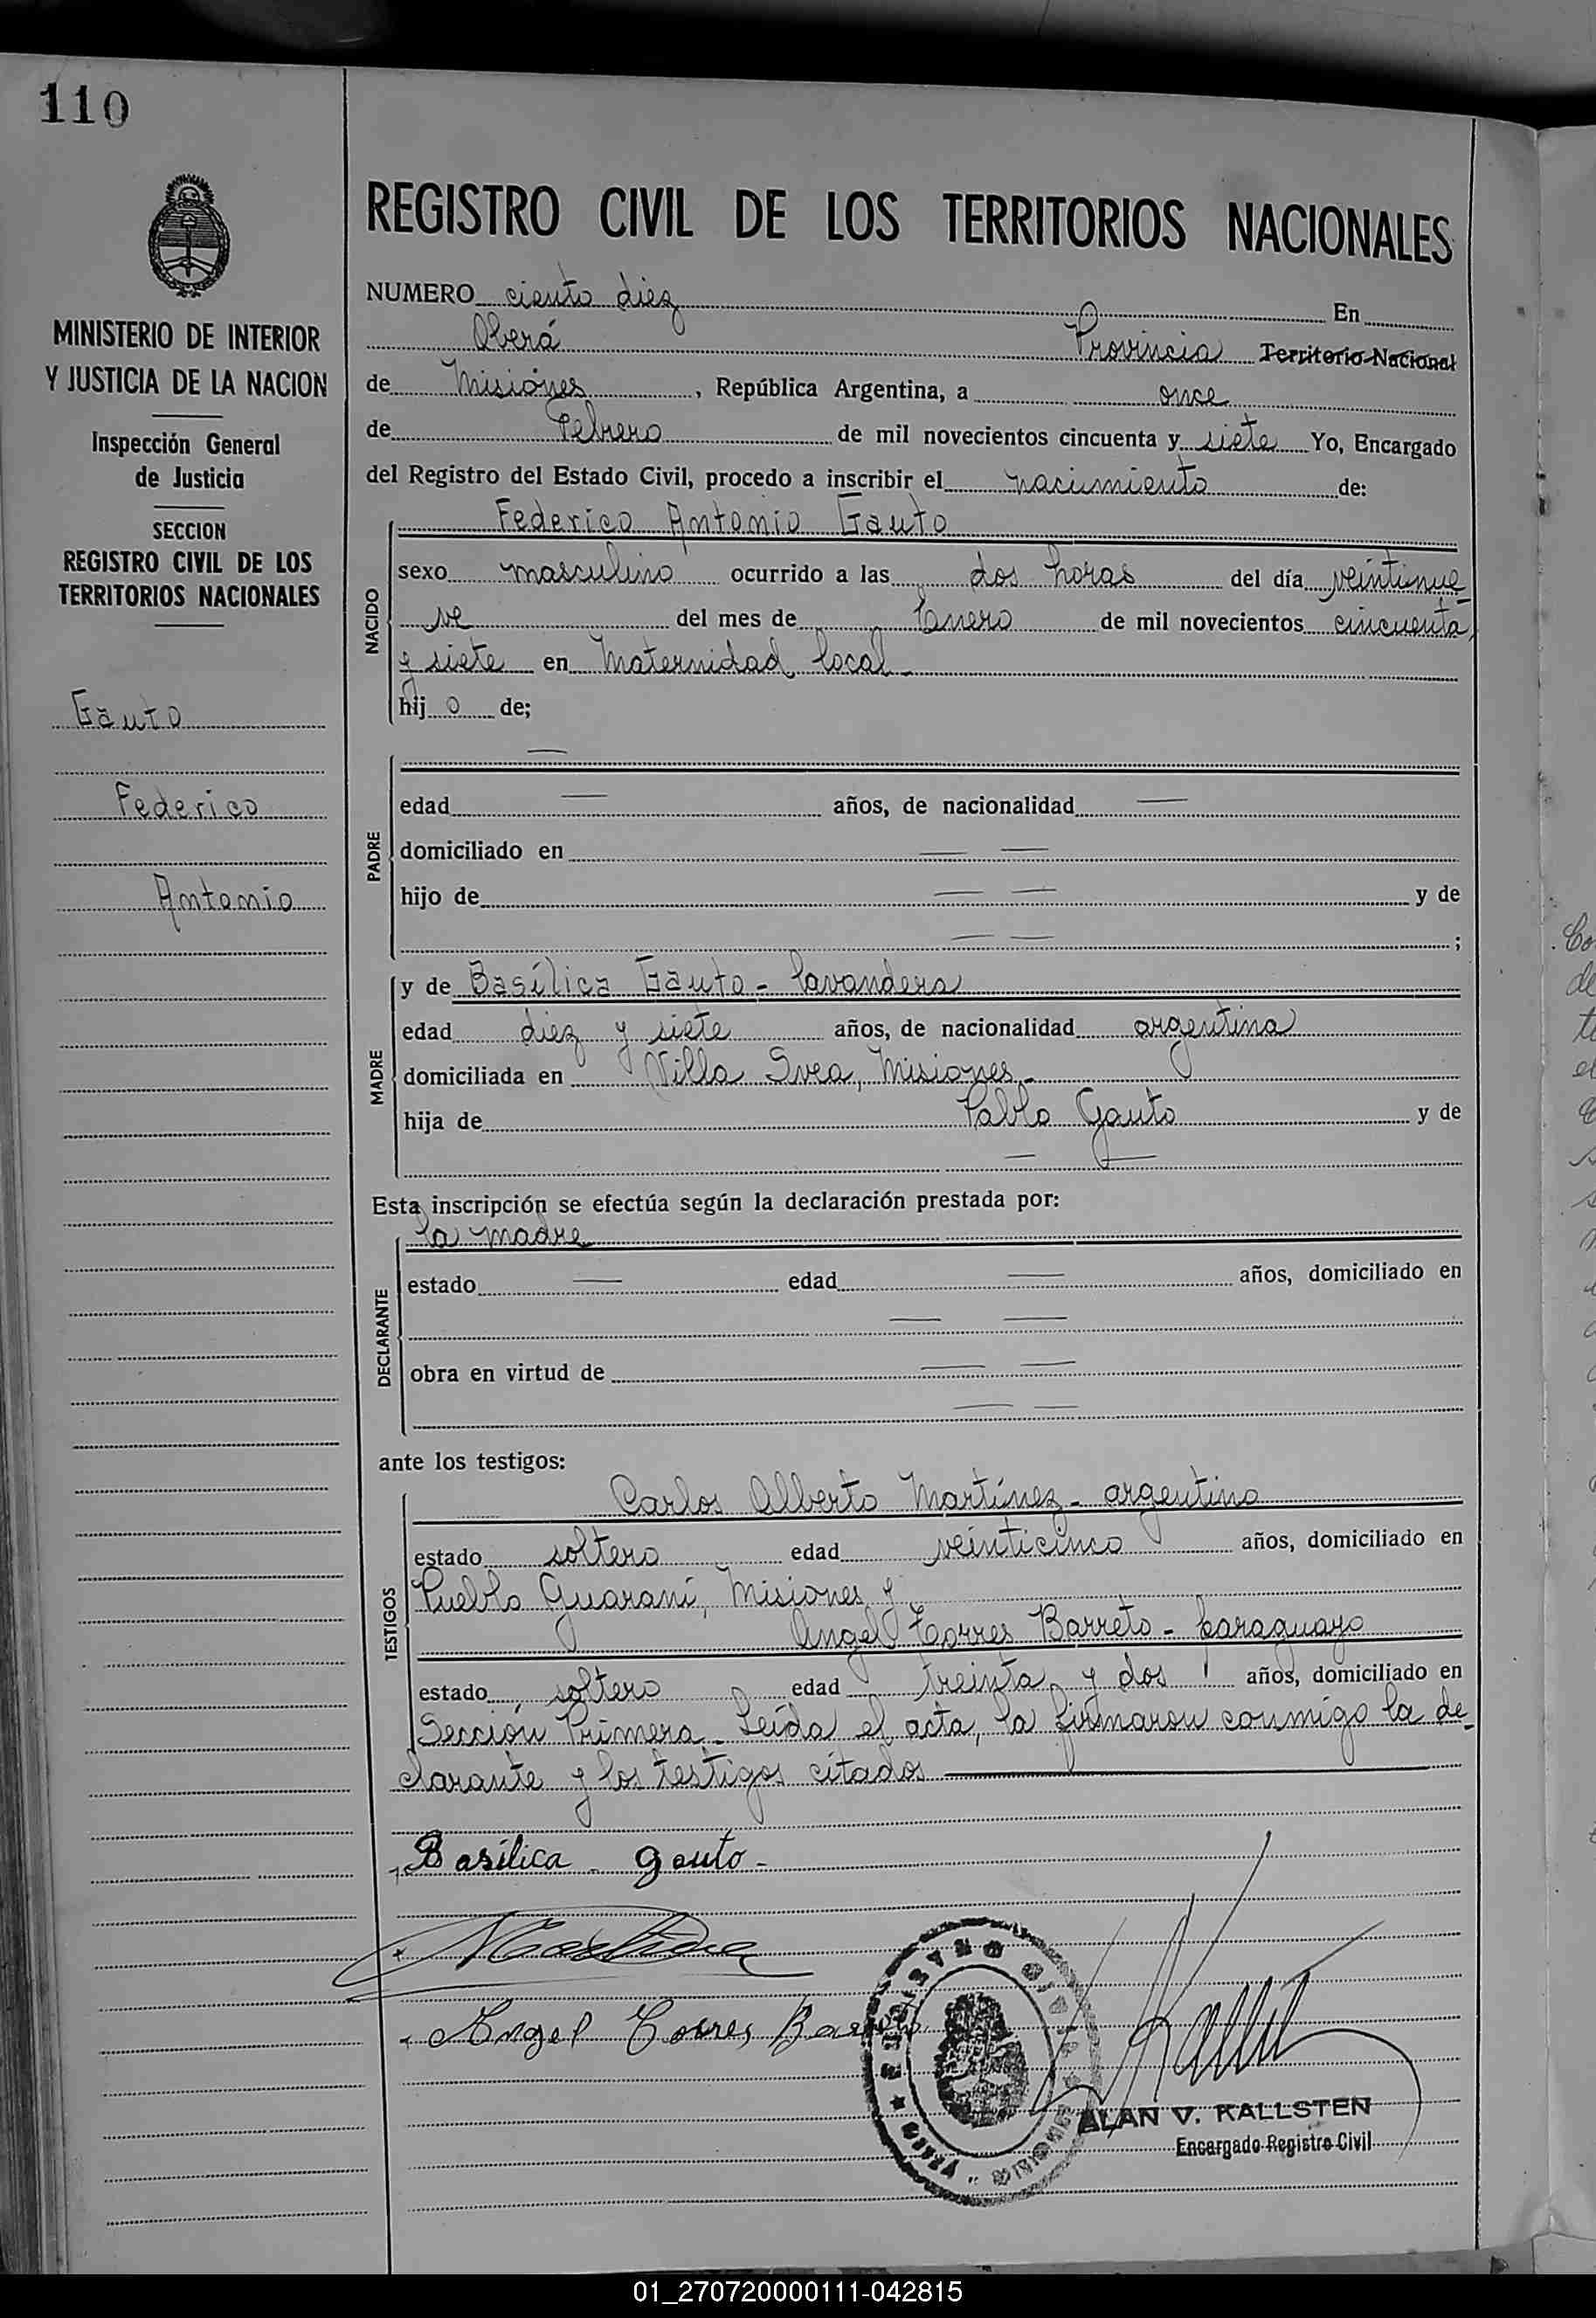 110
MINISTERIO DE INTERIOR
Y JUSTICIA DE LA NACION
Inspección General
de Justicia
SECCION
REGISTRO CIVIL DE LOS
TERRITORIOS NACIONALES
Gauto
Federico
Antonio
REGISTRO CIVIL DE LOS TERRITORIOS NACIONALES
NUMERO ciento diez En
Oberá Provincia Territorio Nacional
de Misiones, República Argentina, a once
de Febrero de mil novecientos cincuenta y siete Yo, Encargado
del Registro del Estado Civil, procedo a inscribir el nacimiento de:
NACIDO
Federico Antonio Gauto
sexo masculino ocurrido a las dos horas del día veintinue-
ve del mes de Enero de mil novecientos cincuenta
y siete en Maternidad local
hij o de;
PADRE
edad — años, de nacionalidad —
domiciliado en — —
hijo de — — y de
— — ;
MADRE
y de Basílica Gauto - lavandera
edad diez y siete años, de nacionalidad argentina
domiciliada en Villa Svea, Misiones -
hija de Pablo Gauto y de
— —
Esta inscripción se efectúa según la declaración prestada por:
DECLARANTE
la madre
estado — edad — años, domiciliado en
— —
obra en virtud de — —
— —
ante los testigos:
TESTIGOS
Carlos Alberto Martínez - argentino
estado soltero edad veinticinco años, domiciliado en
Pueblo Guaraní, Misiones y
Angel Torres Barreto - paraguayo
estado soltero edad treinta y dos años, domiciliado en
Sección Primera - Leída el acta, la firmaron conmigo la de-
clarante y los testigos citados
Basílica - gauto -
Angel Torres Barreto
ALAN V. KALLSTEN
Encargado Registro Civil
01_270720000111-042815